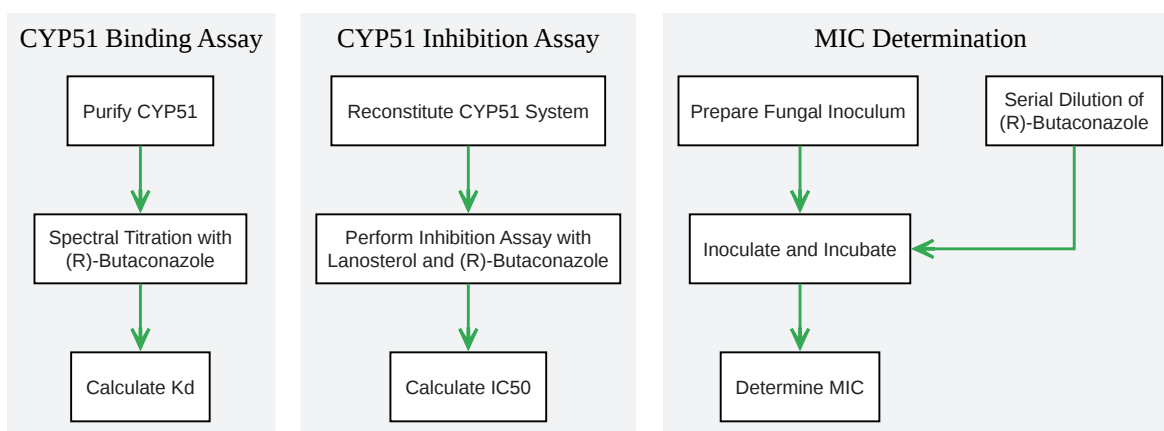 CYP51 Binding Assay
Purify CYP51
Spectral Titration with
(R)-Butaconazole
Calculate Kd
CYP51 Inhibition Assay
Reconstitute CYP51 System
Perform Inhibition Assay with
Lanosterol and (R)-Butaconazole
Calculate IC50
MIC Determination
Prepare Fungal Inoculum
Serial Dilution of
(R)-Butaconazole
Inoculate and Incubate
Determine MIC